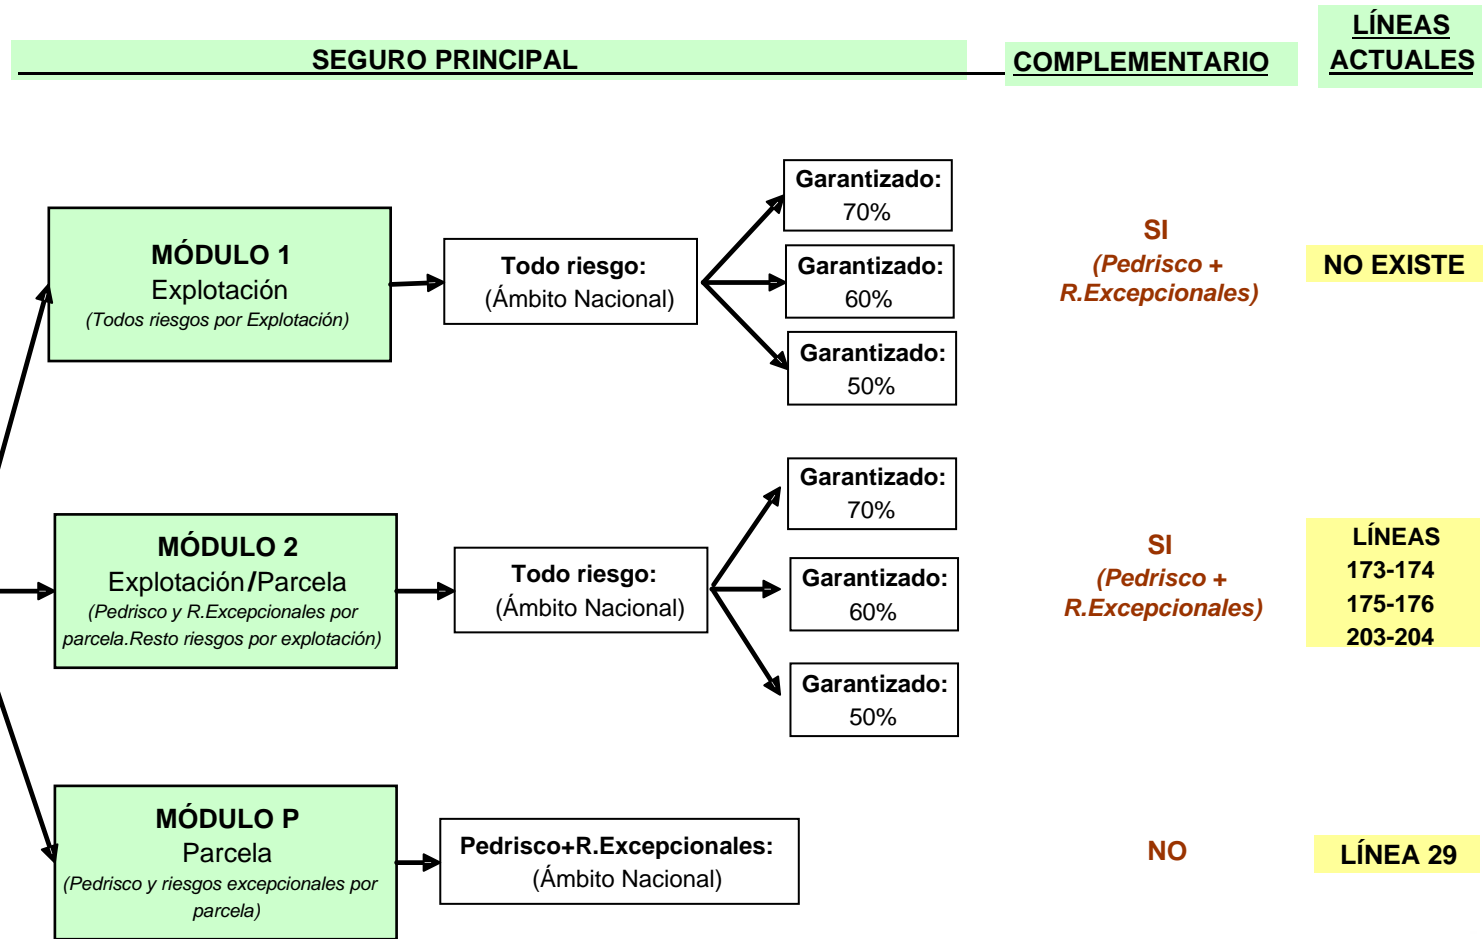 SEGURO PRINCIPAL
COMPLEMENTARIO
LÍNEAS
ACTUALES
MÓDULO 1
Explotación
(Todos riesgos por Explotación)
Todo riesgo:
(Ámbito Nacional)
Garantizado:
70%
Garantizado:
60%
Garantizado:
50%
SI
(Pedrisco +
R.Excepcionales)
NO EXISTE
MÓDULO 2
Explotación/Parcela
(Pedrisco y R.Excepcionales por
parcela.Resto riesgos por explotación)
Todo riesgo:
(Ámbito Nacional)
Garantizado:
70%
Garantizado:
60%
Garantizado:
50%
SI
(Pedrisco +
R.Excepcionales)
LÍNEAS
173-174
175-176
203-204
MÓDULO P
Parcela
(Pedrisco y riesgos excepcionales por
parcela)
Pedrisco+R.Excepcionales:
(Ámbito Nacional)
NO
LÍNEA 29